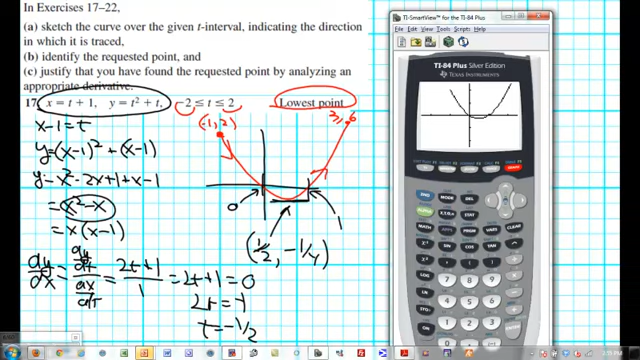 In Exercises 17–22,
(a) sketch the curve over the given t-interval, indicating the direction
in which it is traced,
(b) identify the requested point, and
(c) justify that you have found the requested point by analyzing an
appropriate derivative.
17. x = t + 1, y = t² + t, −2 ≤ t ≤ 2 Lowest point
x-1=t
y=(x-1)² + (x-1)
y= x²-2x+1+x-1
= x²-x
= x(x-1)
dy/dx = (dy/dt)/(dx/dt) = (2t+1)/1 = 2t+1 = 0
2t = -1
t = -1/2
(-1, 2)
3, 6
0
1
(1/2, -1/4)
TI-SmartView™ for the TI-84 Plus
File Edit View Tools Help
TI-84 Plus Silver Edition
TEXAS INSTRUMENTS